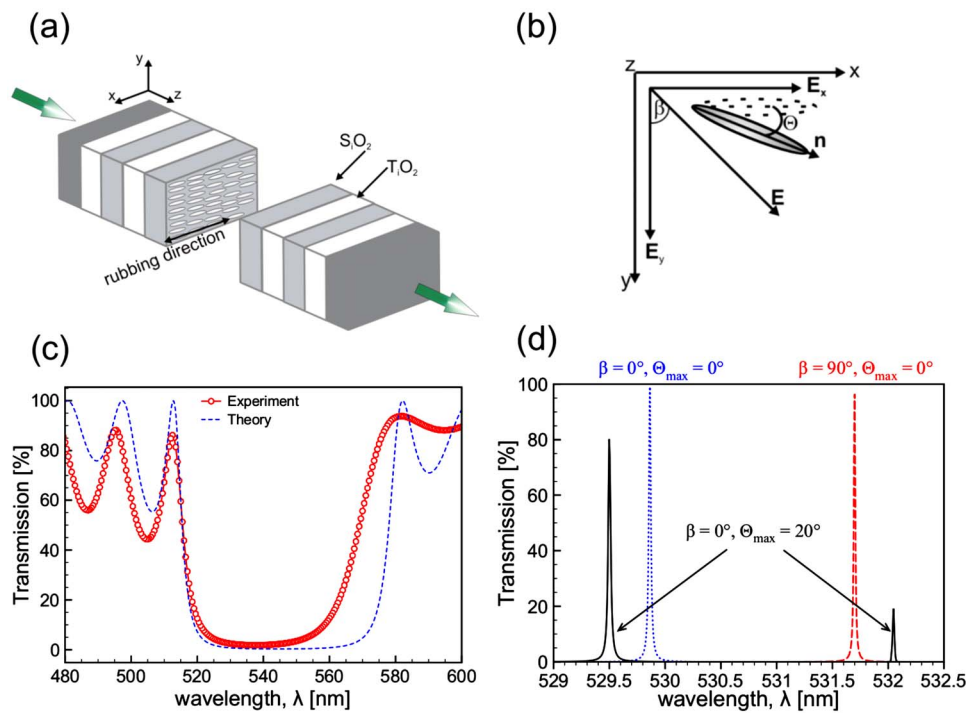 (a)
y
x
z
SiO2
TiO2
rubbing direction
(b)
z
x
Ex
β
Θ
n
E
Ey
y
(c)
Transmission [%]
100
80
60
40
20
0
Experiment
Theory
480
500
520
540
560
580
600
wavelength, λ [nm]
(d)
β = 0°, Θmax = 0°
β = 90°, Θmax = 0°
Transmission [%]
100
80
60
40
20
0
β = 0°, Θmax = 20°
529
529.5
530
530.5
531
531.5
532
532.5
wavelength, λ [nm]